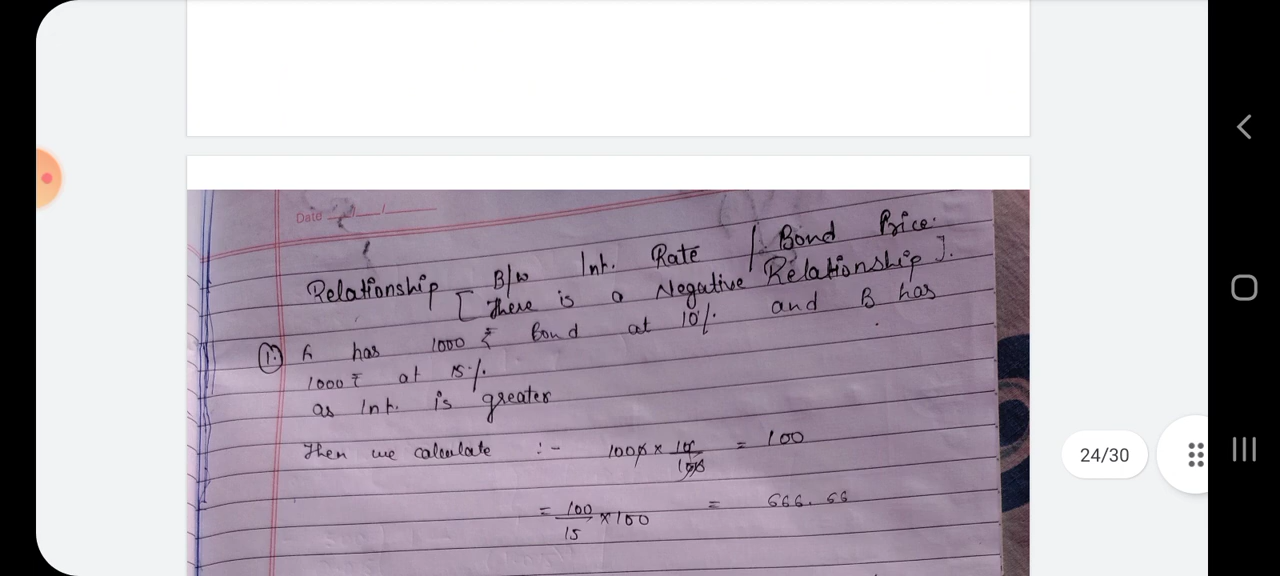 Date
Relationship B/w Int. Rate / Bond Price.
[There is a Negative Relationship].
① A has 1000 ₹ Bond at 10%. and B has
1000 ₹ at 15%.
as Int. is greater
Then we calculate :- 1000 × 10/100 = 100
= 100/15 × 100 = 666.66
24/30